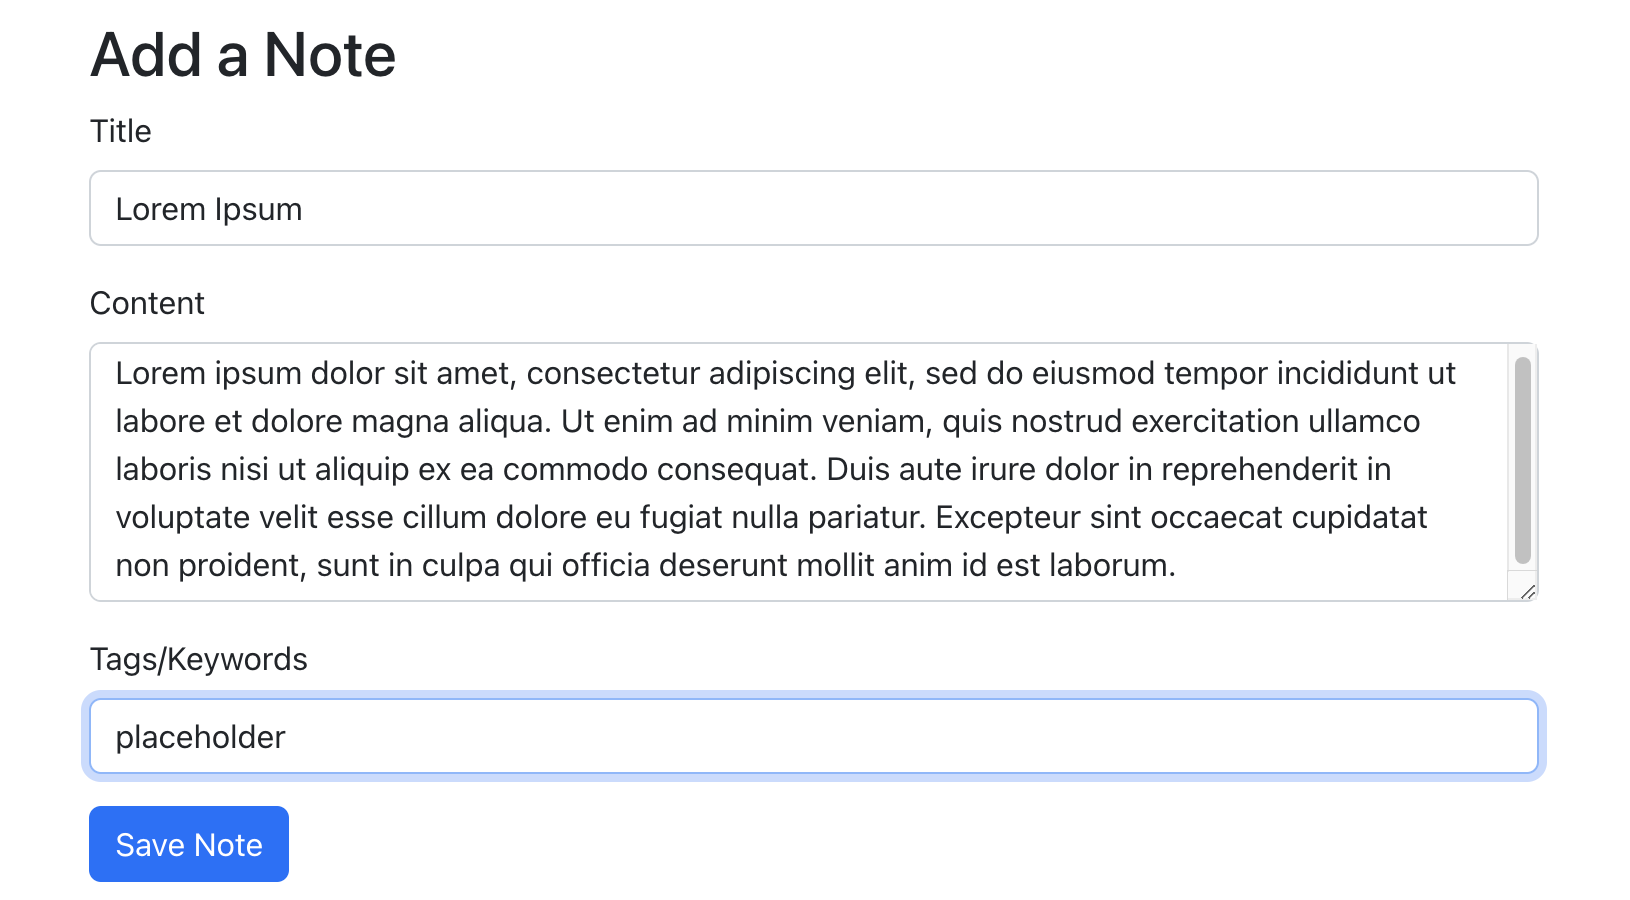 Add a Note
Title
Lorem Ipsum
Content
Lorem ipsum dolor sit amet, consectetur adipiscing elit, sed do eiusmod tempor incididunt ut
labore et dolore magna aliqua. Ut enim ad minim veniam, quis nostrud exercitation ullamco
laboris nisi ut aliquip ex ea commodo consequat. Duis aute irure dolor in reprehenderit in
voluptate velit esse cillum dolore eu fugiat nulla pariatur. Excepteur sint occaecat cupidatat
non proident, sunt in culpa qui officia deserunt mollit anim id est laborum.
Tags/Keywords
placeholder
Save Note